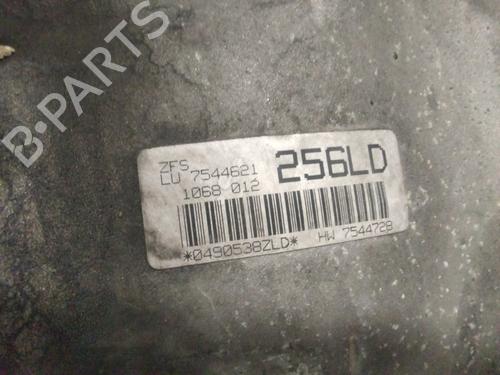 B-PARTS
ZFS
LU 7544621
1068 012
256LD
*0490538ZLD*
HW 7544728